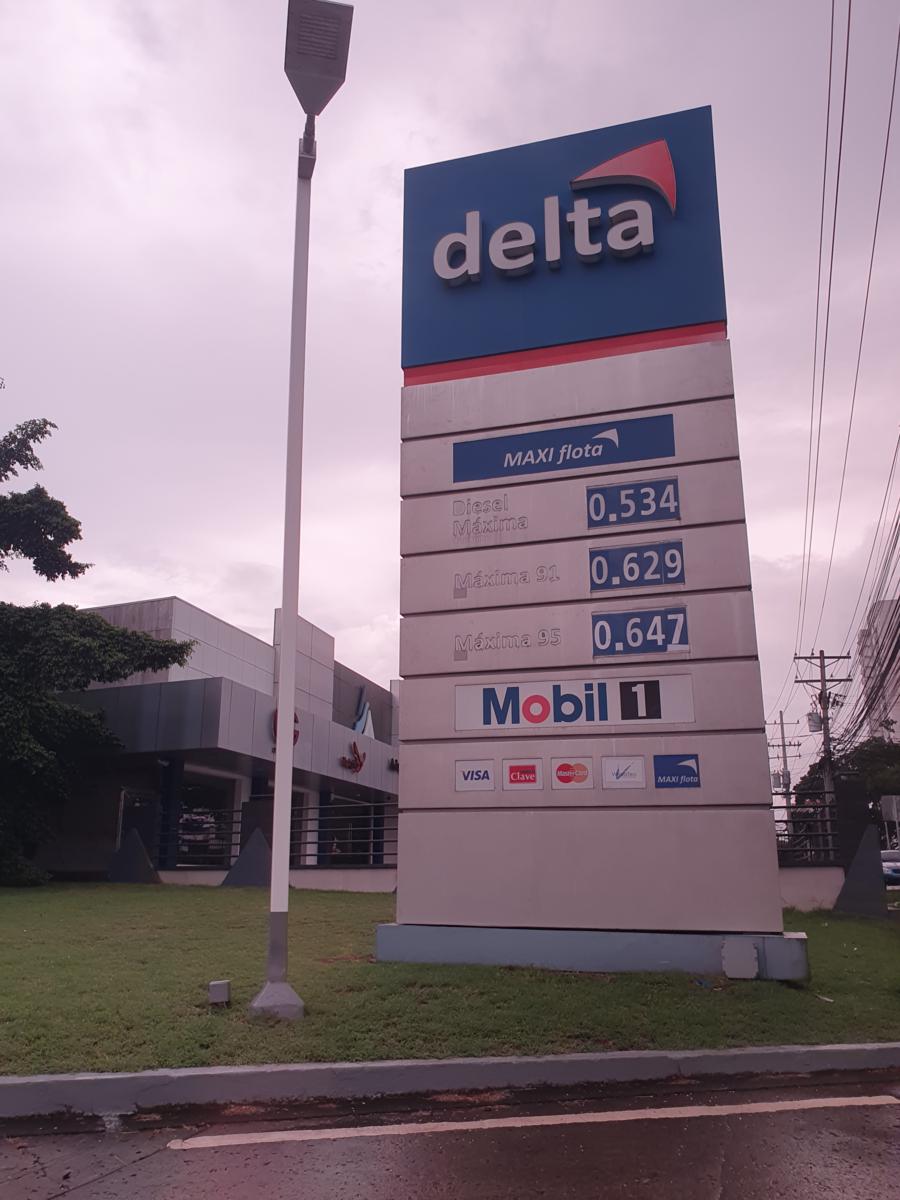 delta
MAXI flota
Diesel
Máxima
0.534
Máxima 91
0.629
Máxima 95
0.647
Mobil 1
VISA
Clave
MasterCard
MAXI flota